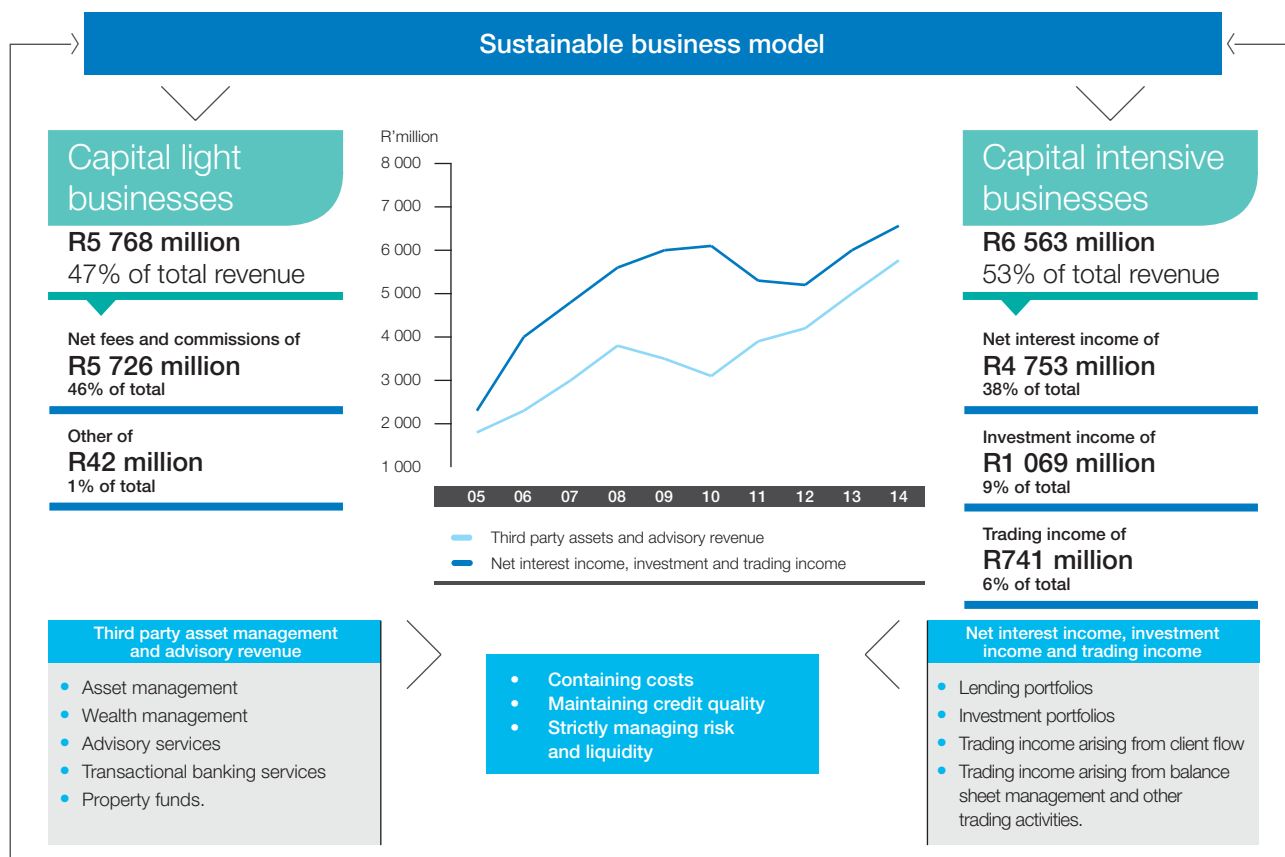 Sustainable business model
Capital light
businesses
R5 768 million
47% of total revenue
Net fees and commissions of
R5 726 million
46% of total
Other of
R42 million
1% of total
R'million
8 000
7 000
6 000
5 000
4 000
3 000
2 000
1 000
05 06 07 08 09 10 11 12 13 14
Third party assets and advisory revenue
Net interest income, investment and trading income
Capital intensive
businesses
R6 563 million
53% of total revenue
Net interest income of
R4 753 million
38% of total
Investment income of
R1 069 million
9% of total
Trading income of
R741 million
6% of total
Third party asset management
and advisory revenue
• Asset management
• Wealth management
• Advisory services
• Transactional banking services
• Property funds.
• Containing costs
• Maintaining credit quality
• Strictly managing risk
and liquidity
Net interest income, investment
income and trading income
• Lending portfolios
• Investment portfolios
• Trading income arising from client flow
• Trading income arising from balance
sheet management and other
trading activities.